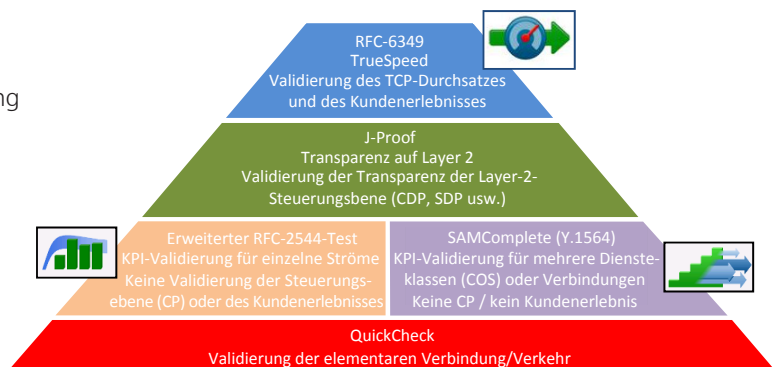 ng
RFC-6349
TrueSpeed
Validierung des TCP-Durchsatzes
und des Kundenerlebnisses
J-Proof
Transparenz auf Layer 2
Validierung der Transparenz der Layer-2-
Steuerungsbene (CDP, SDP usw.)
Erweiterter RFC-2544-Test
KPI-Validierung für einzelne Ströme
Keine Validierung der Steuerungs-
ebene (CP) oder des Kundenerlebnisses
SAMComplete (Y.1564)
KPI-Validierung für mehrere Dienste-
klassen (COS) oder Verbindungen
Keine CP / kein Kundenerlebnis
QuickCheck
Validierung der elementaren Verbindung/Verkehr